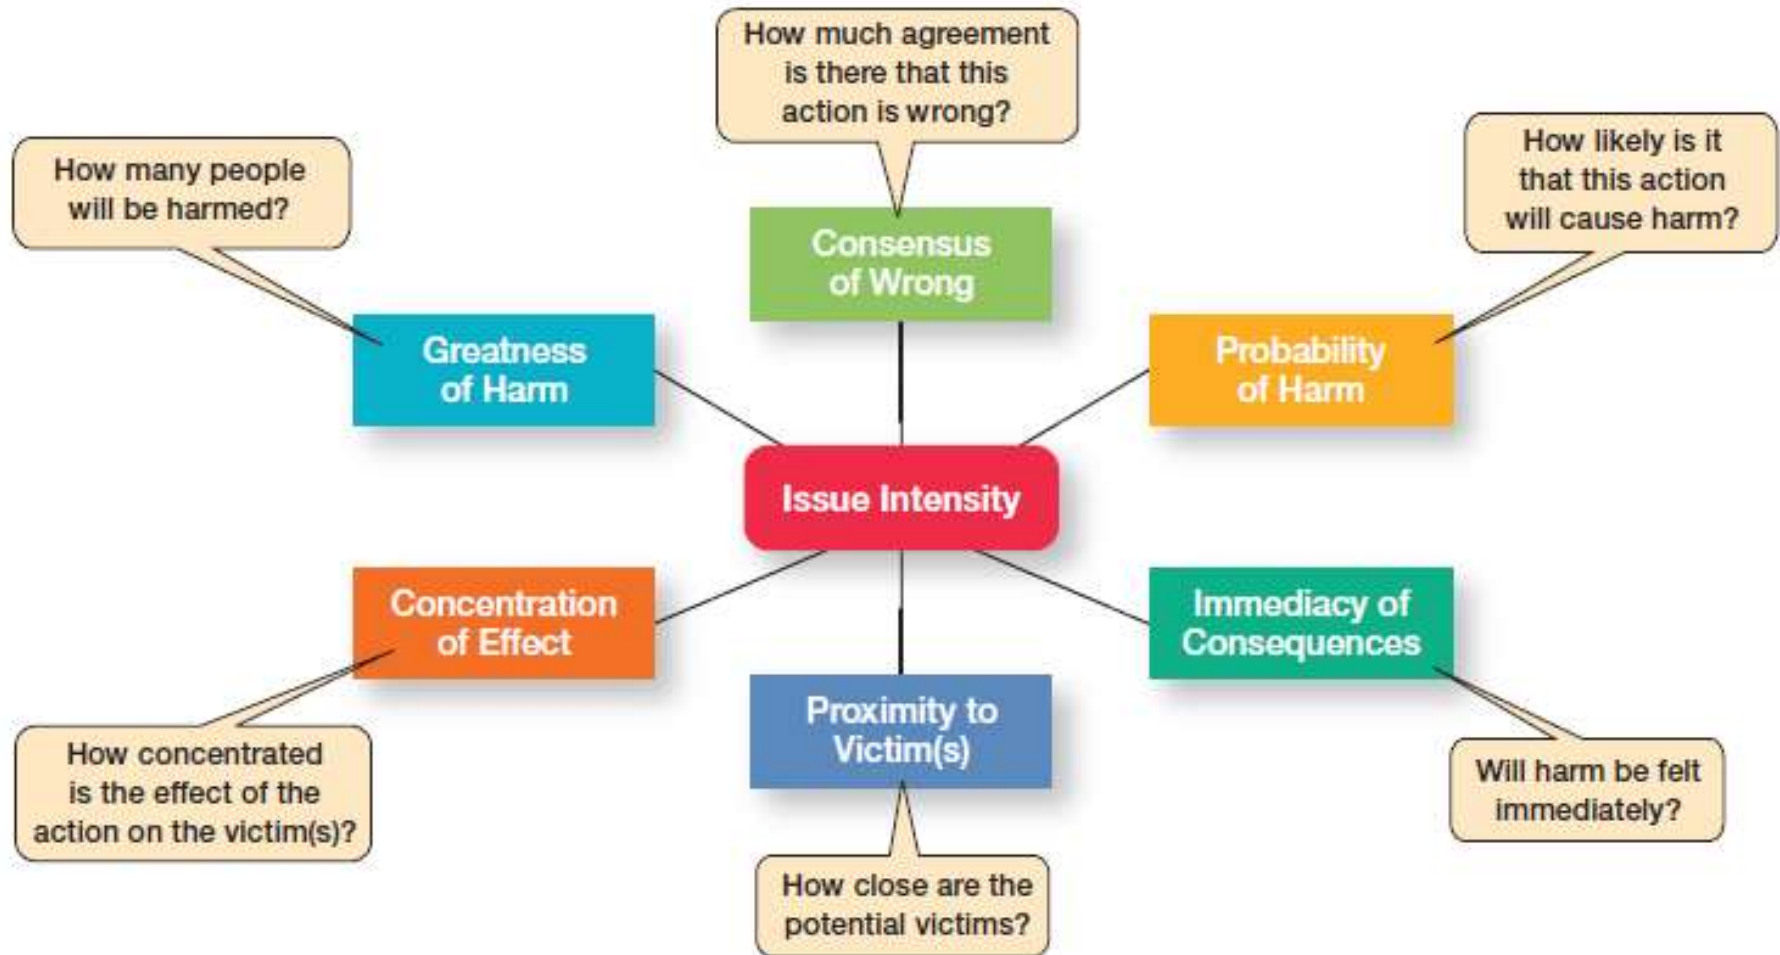 How much agreement
is there that this
action is wrong?
How many people
will be harmed?
How likely is it
that this action
will cause harm?
Consensus
of Wrong
Greatness
of Harm
Probability
of Harm
Issue Intensity
Concentration
of Effect
Immediacy of
Consequences
Proximity to
Victim(s)
How concentrated
is the effect of the
action on the victim(s)?
Will harm be felt
immediately?
How close are the
potential victims?